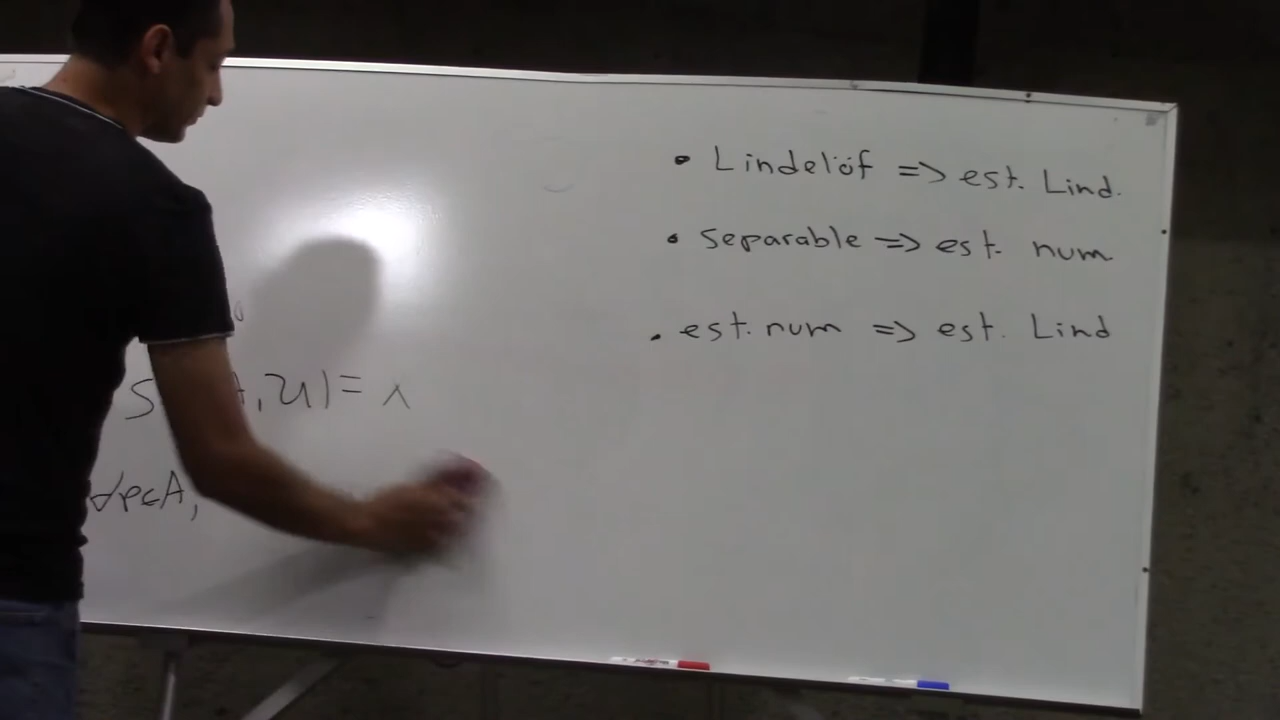 • Lindelöf => est. Lind.
• separable => est. num
. est. num => est. Lind
, U) = x
∀p∈A,